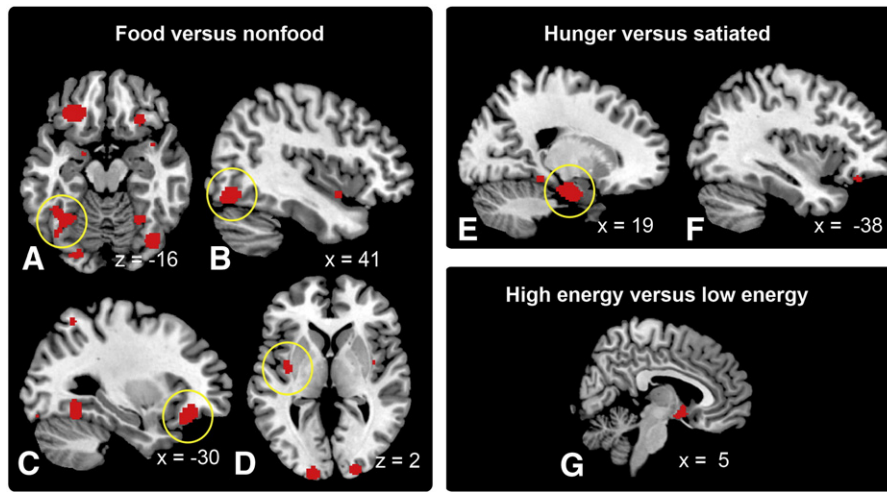 Food versus nonfood
A
z = -16
B
x = 41
C
x = -30
D
z = 2
Hunger versus satiated
E
x = 19
F
x = -38
High energy versus low energy
G
x = 5